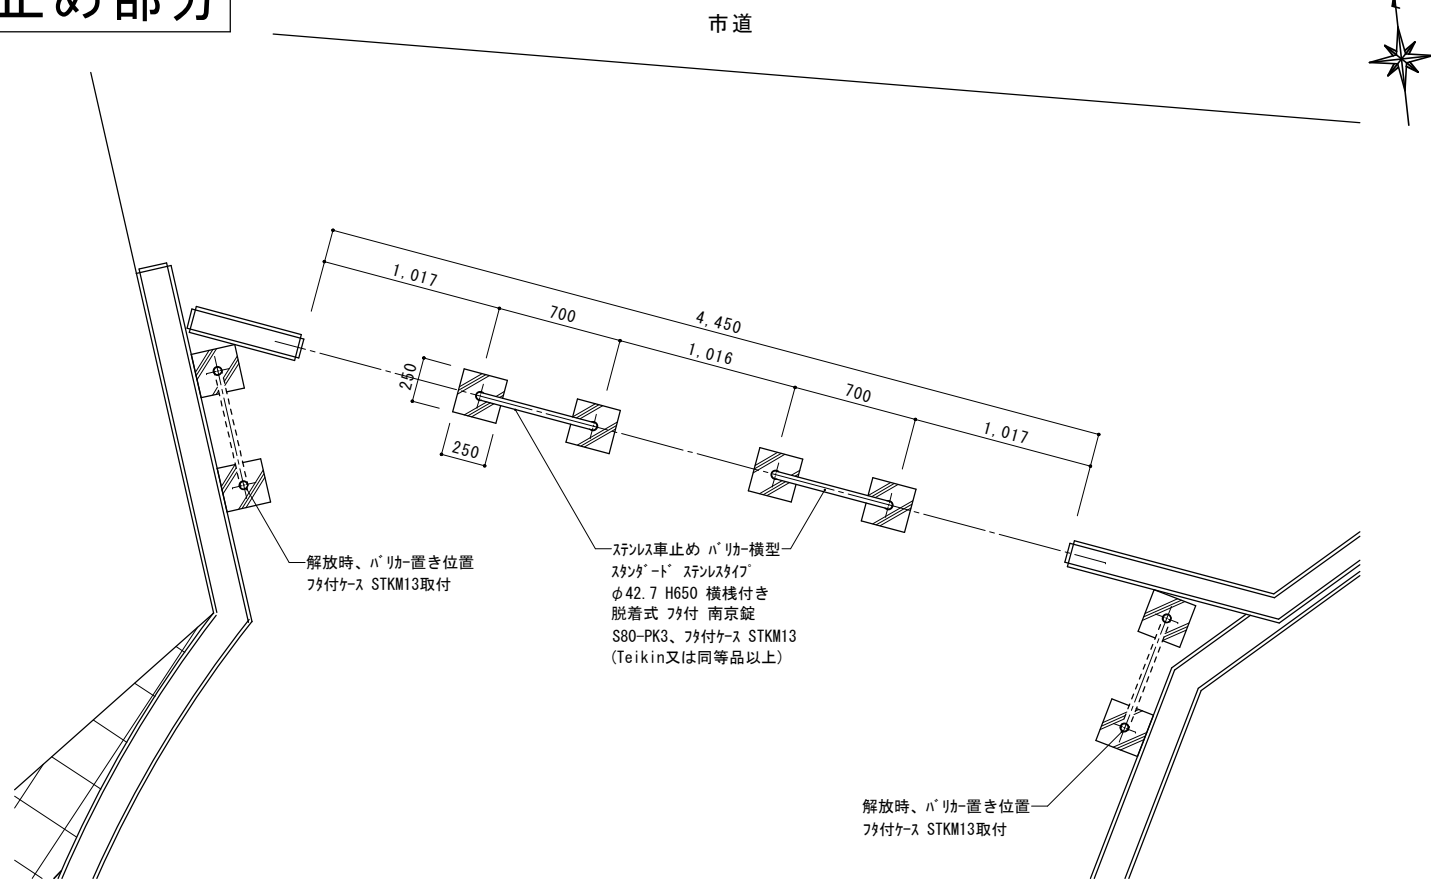 止め部分
市道
1,017
700
4,450
1,016
700
1,017
250
250
解放時、バリカー置き位置
フタ付ケース STKM13取付
ステンレス車止め バリカー横型
スタンダード ステンレスタイプ
φ42.7 H650 横桟付き
脱着式 フタ付 南京錠
S80-PK3、フタ付ケース STKM13
(Teikin又は同等品以上)
解放時、バリカー置き位置
フタ付ケース STKM13取付